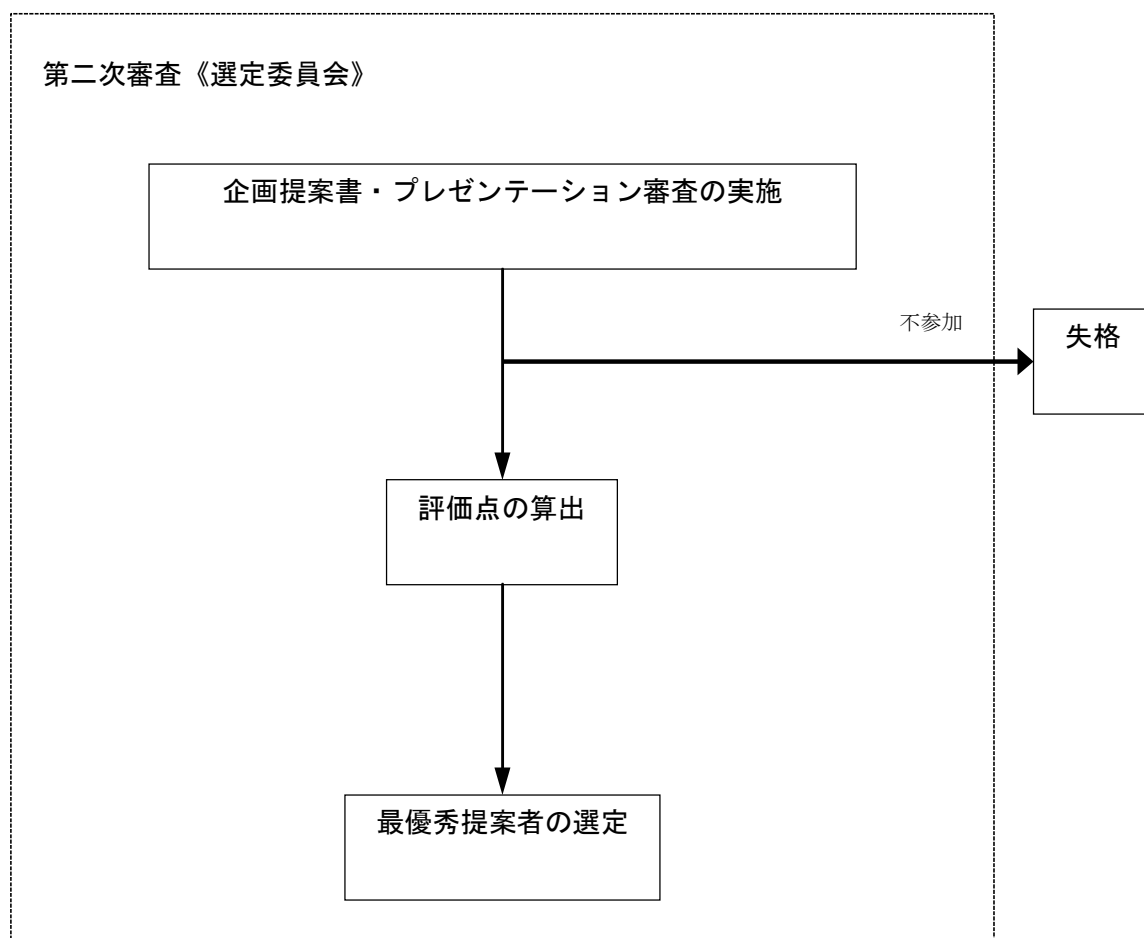 第二次審査《選定委員会》
企画提案書・プレゼンテーション審査の実施
不参加
失格
評価点の算出
最優秀提案者の選定